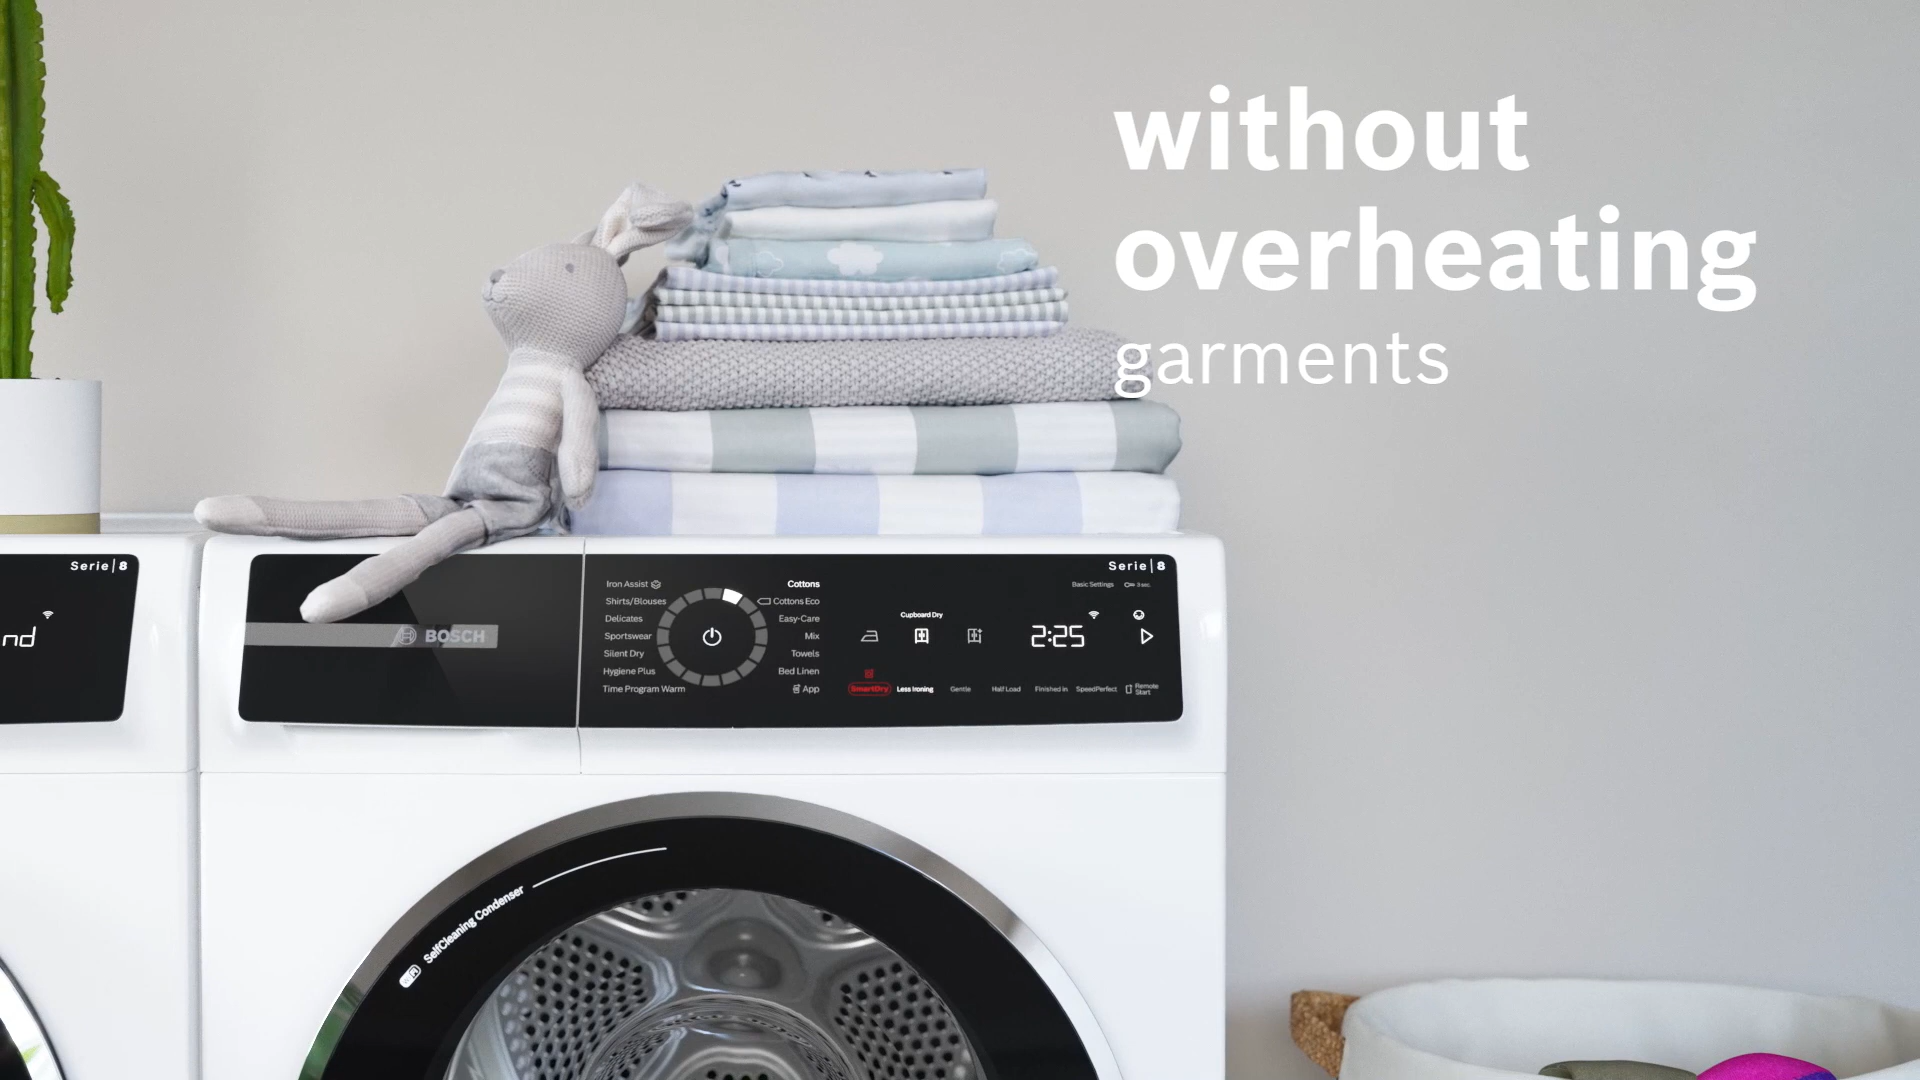 without
overheating
garments
Serie|8
nd
Serie|8
Basic Settings 3 sec.
Iron Assist
Shirts/Blouses
Delicates
Sportswear
Silent Dry
Hygiene Plus
Time Program Warm
Cottons
Cottons Eco
Easy-Care
Mix
Towels
Bed Linen
App
BOSCH
Cupboard Dry
2:25
SmartDry Less Ironing Gentle Half Load Finished in SpeedPerfect Remote Start
SelfCleaning Condenser